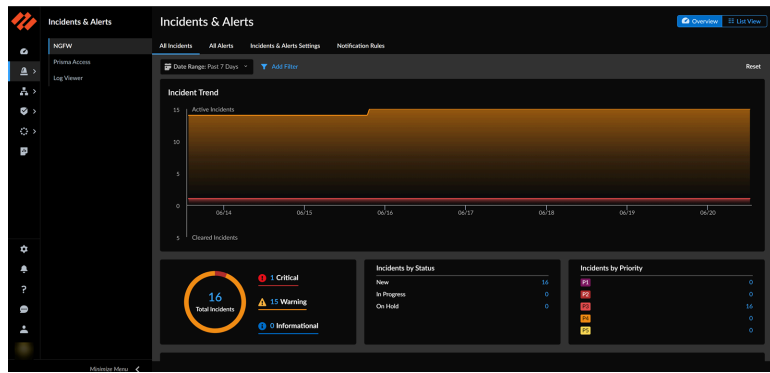 Incidents & Alerts
NGFW
Prisma Access
Log Viewer
Minimize Menu
Incidents & Alerts
Overview
List View
All Incidents
All Alerts
Incidents & Alerts Settings
Notification Rules
Date Range: Past 7 Days
Add Filter
Reset
Incident Trend
15
Active Incidents
10
5
0
06/14
06/15
06/16
06/17
06/18
06/19
06/20
5
Cleared Incidents
16
Total Incidents
1 Critical
15 Warning
0 Informational
Incidents by Status
New 16
In Progress 0
On Hold 0
Incidents by Priority
P1 0
P2 0
P3 16
P4 0
P5 0